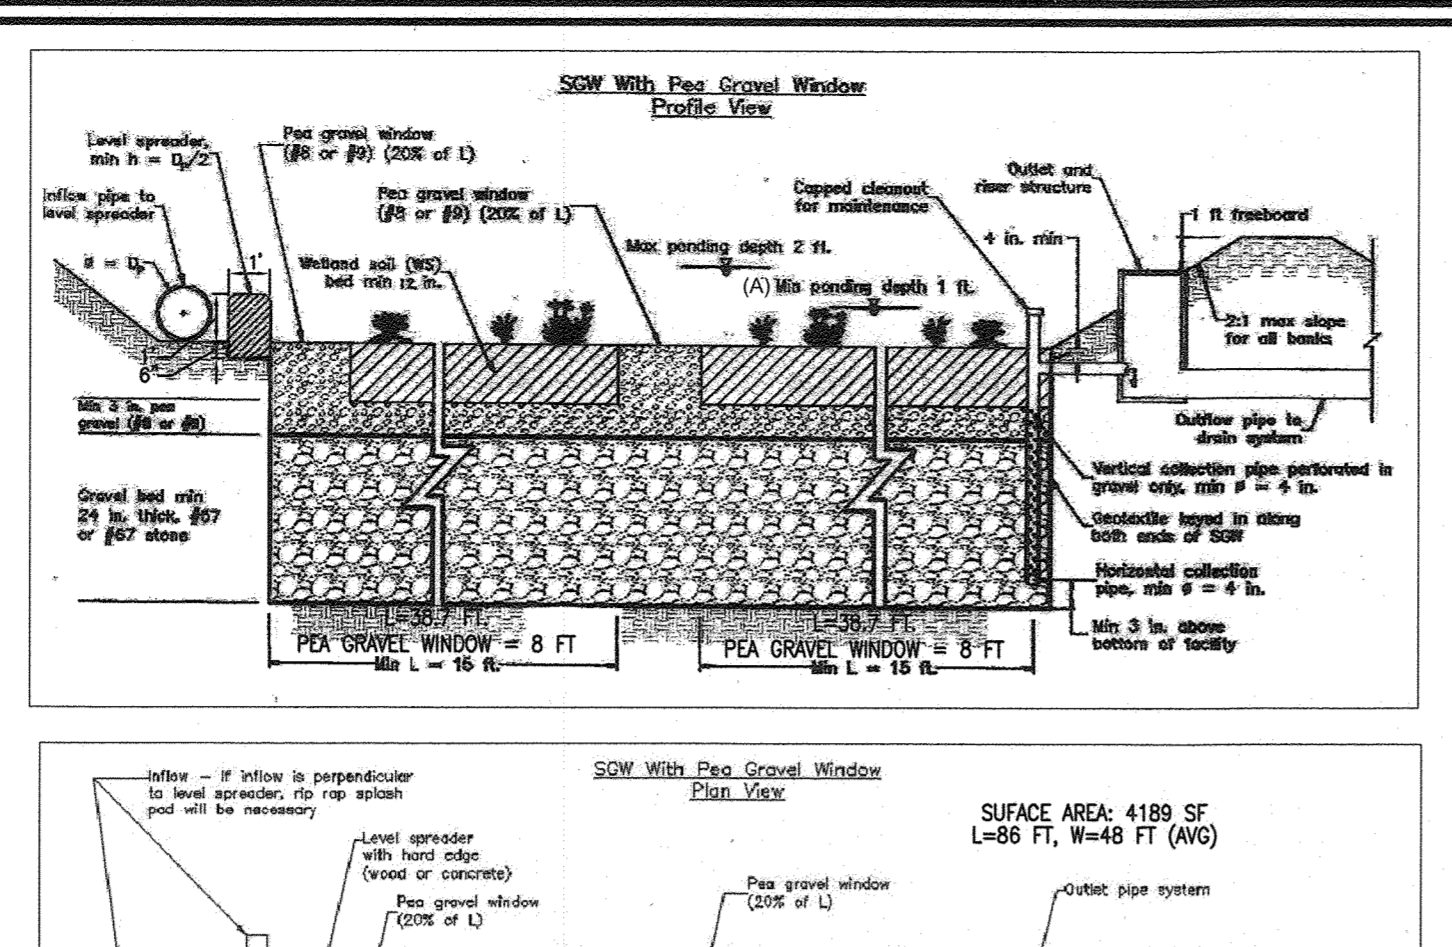 SGW With Pea Gravel Window
Profile View
Level spreader,
min h = Dp/2
Pea gravel window
(#8 or #9) (20% of L)
Inflow pipe to
level spreader
Pea gravel window
(#8 or #9) (20% of L)
Capped cleanout
for maintenance
Outlet and
riser structure
1 ft freeboard
4 in. min
Max ponding depth 2 ft.
ø = Dp
1'
Wetland soil (WS)
bed min 12 in.
(A) Min ponding depth 1 ft.
2:1 max slope
for all banks
1"
6"
Min 3 in. pea
gravel (#8 or #9)
Outflow pipe to
drain system
Vertical collection pipe perforated in
gravel only, min ø = 4 in.
Gravel bed min
24 in. thick, #57
or #67 stone
Geotextile keyed in along
both ends of SGW
Horizontal collection
pipe, min ø = 4 in.
Min 3 in. above
bottom of facility
L=38.7 FT.
PEA GRAVEL WINDOW = 8 FT
Min L = 15 ft.
L=38.7 FT.
PEA GRAVEL WINDOW = 8 FT
Min L = 15 ft.
SGW With Pea Gravel Window
Plan View
Inflow – If inflow is perpendicular
to level spreader, rip rap splash
pad will be necessary
SUFACE AREA: 4189 SF
L=86 FT, W=48 FT (AVG)
Level spreader
with hard edge
(wood or concrete)
Pea gravel window
(20% of L)
Pea gravel window
(20% of L)
Outlet pipe system